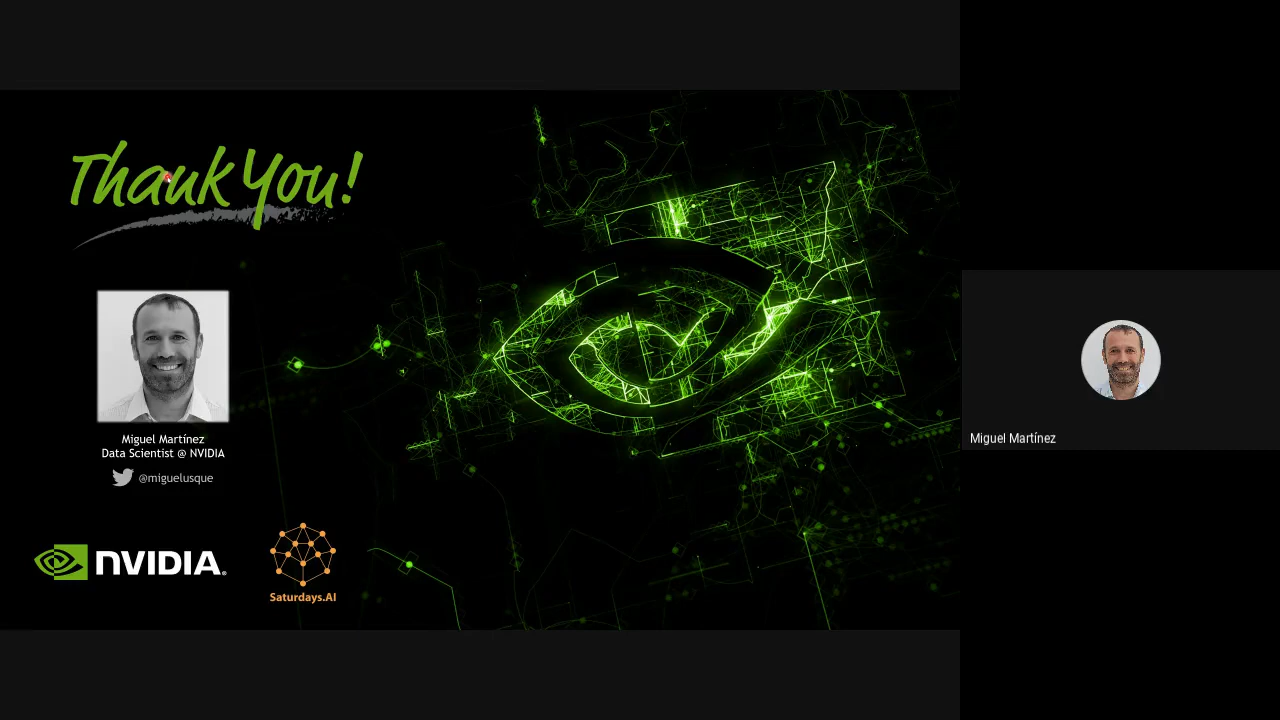 Thank You!
Miguel Martínez
Data Scientist @ NVIDIA
@miguelusque
NVIDIA.
Saturdays.AI
Miguel Martínez